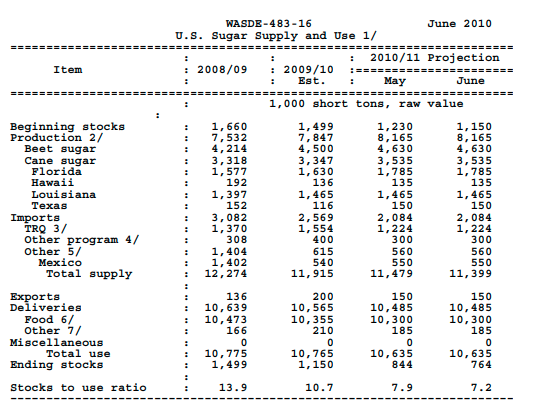 WASDE-483-16 June 2010
U.S. Sugar Supply and Use 1/
================================================================
: : : 2010/11 Projection
Item : 2008/09 : 2009/10 :====================
: : Est. : May June
================================================================
: 1,000 short tons, raw value
:
Beginning stocks : 1,660 1,499 1,230 1,150
Production 2/ : 7,532 7,847 8,165 8,165
Beet sugar : 4,214 4,500 4,630 4,630
Cane sugar : 3,318 3,347 3,535 3,535
Florida : 1,577 1,630 1,785 1,785
Hawaii : 192 136 135 135
Louisiana : 1,397 1,465 1,465 1,465
Texas : 152 116 150 150
Imports : 3,082 2,569 2,084 2,084
TRQ 3/ : 1,370 1,554 1,224 1,224
Other program 4/ : 308 400 300 300
Other 5/ : 1,404 615 560 560
Mexico : 1,402 540 550 550
Total supply : 12,274 11,915 11,479 11,399
:
Exports : 136 200 150 150
Deliveries : 10,639 10,565 10,485 10,485
Food 6/ : 10,473 10,355 10,300 10,300
Other 7/ : 166 210 185 185
Miscellaneous : 0 0 0 0
Total use : 10,775 10,765 10,635 10,635
Ending stocks : 1,499 1,150 844 764
:
Stocks to use ratio : 13.9 10.7 7.9 7.2
----------------------------------------------------------------